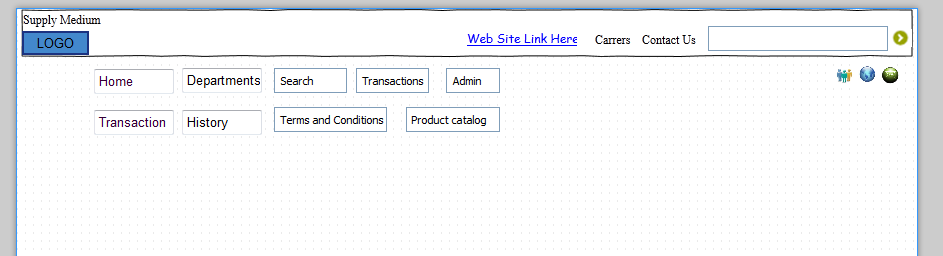 Supply Medium
LOGO
Web Site Link Here
Carrers
Contact Us
Home
Departments
Search
Transactions
Admin
Transaction
History
Terms and Conditions
Product catalog